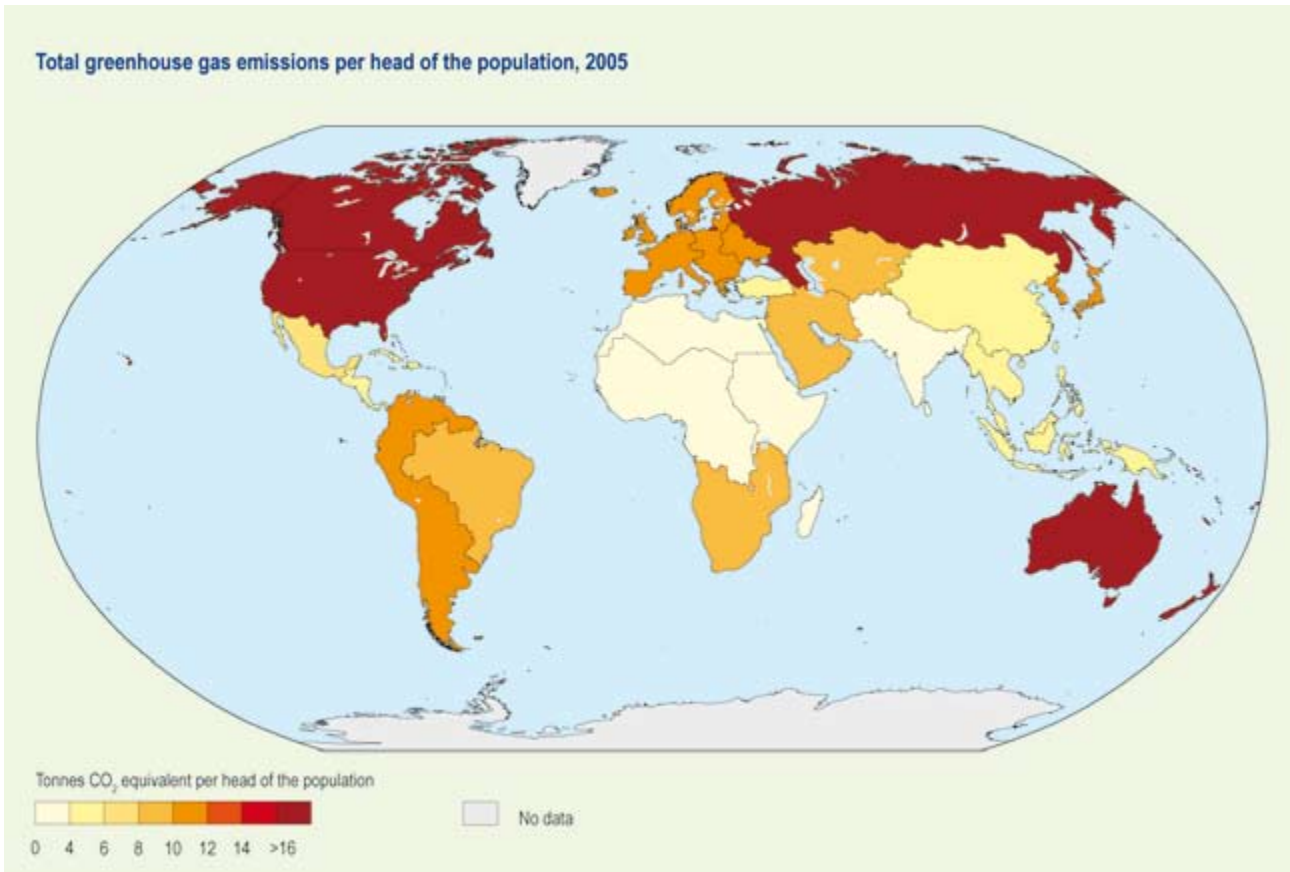 Total greenhouse gas emissions per head of the population, 2005
Tonnes CO₂ equivalent per head of the population
No data
0 4 6 8 10 12 14 >16